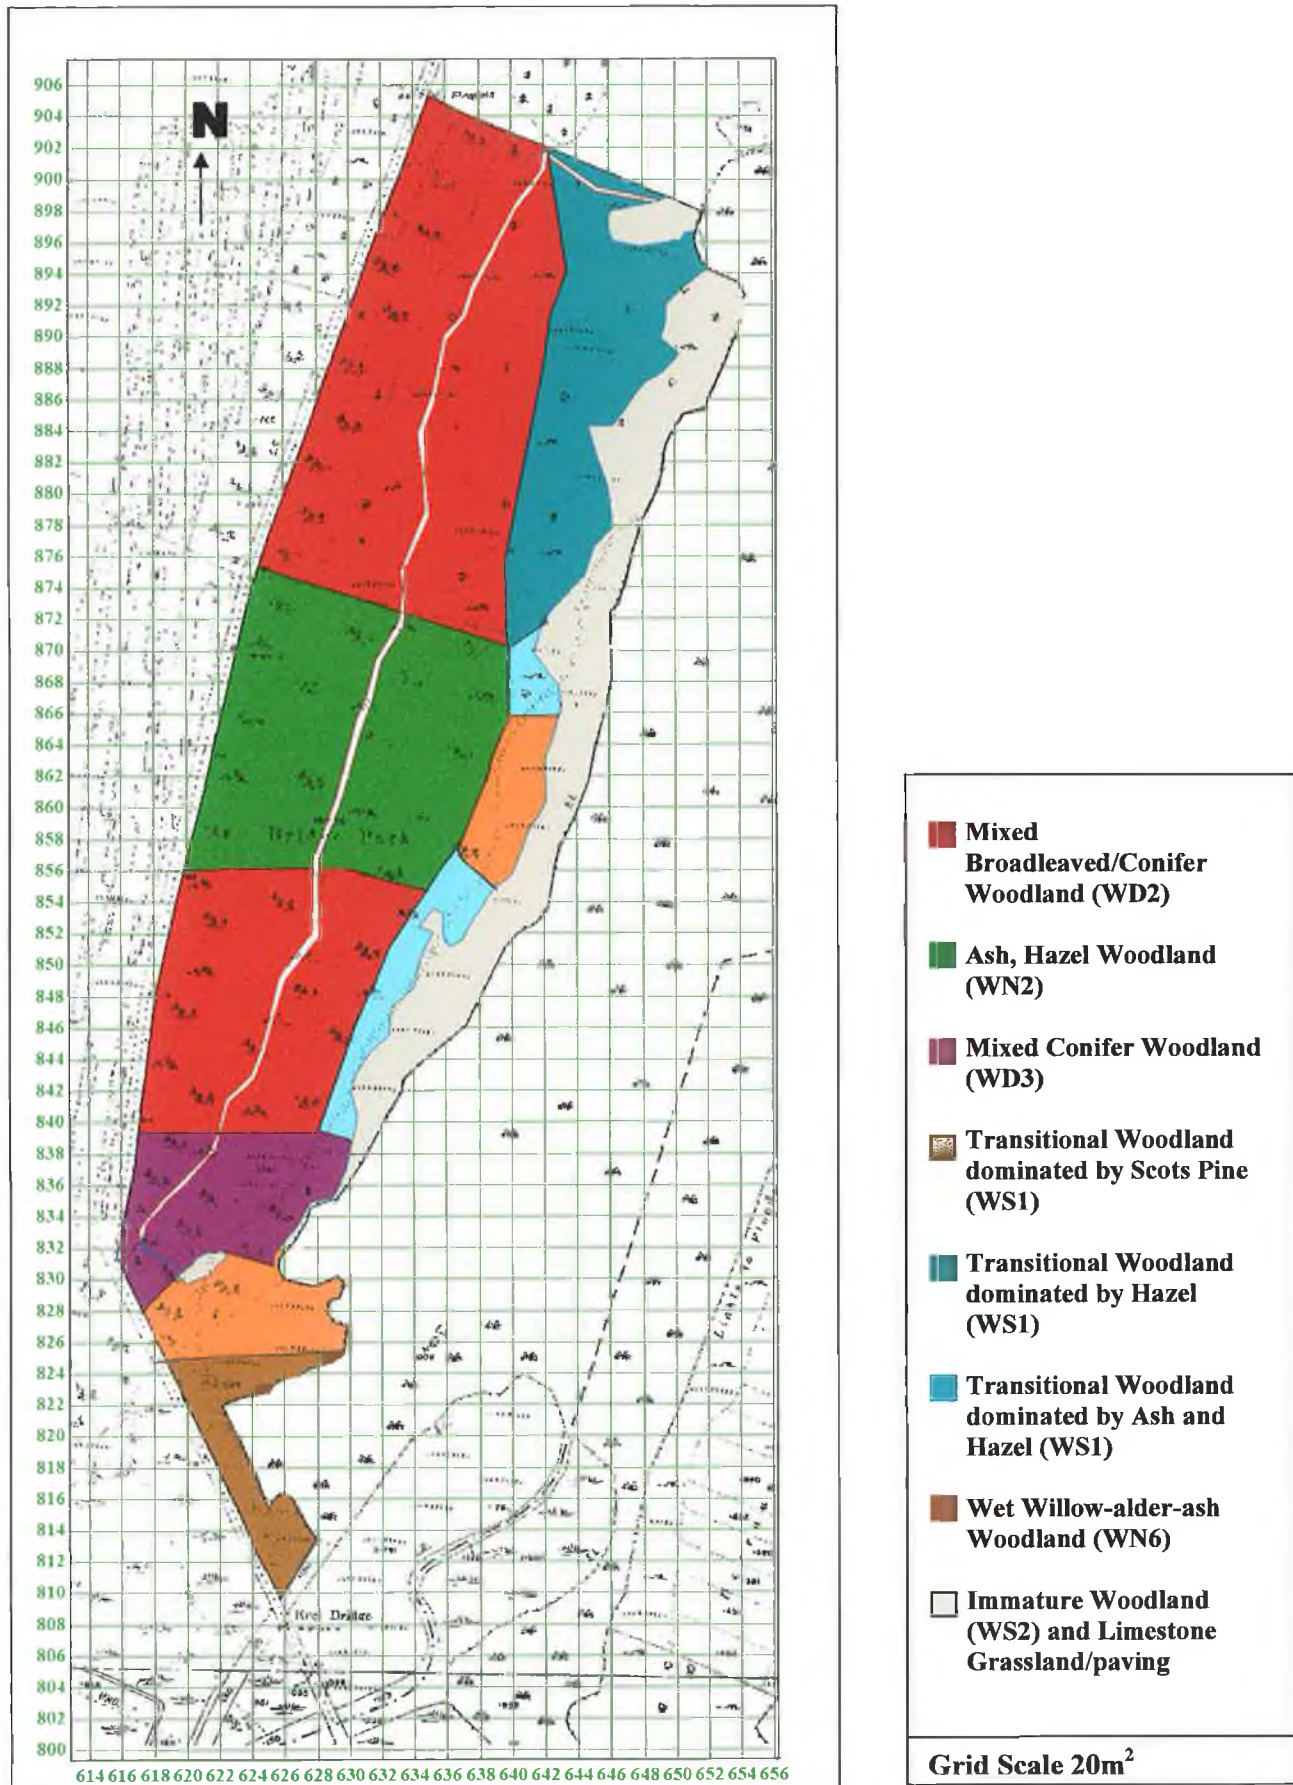 906
904
902
900
898
896
894
892
890
888
886
884
882
880
878
876
874
872
870
868
866
864
862
860
858
856
854
852
850
848
846
844
842
840
838
836
834
832
830
828
826
824
822
820
818
816
814
812
810
808
806
804
802
800
N
Park
Bridge
614 616 618 620 622 624 626 628 630 632 634 636 638 640 642 644 646 648 650 652 654 656
Mixed
Broadleaved/Conifer
Woodland (WD2)
Ash, Hazel Woodland
(WN2)
Mixed Conifer Woodland
(WD3)
Transitional Woodland
dominated by Scots Pine
(WS1)
Transitional Woodland
dominated by Hazel
(WS1)
Transitional Woodland
dominated by Ash and
Hazel (WS1)
Wet Willow-alder-ash
Woodland (WN6)
Immature Woodland
(WS2) and Limestone
Grassland/paving
Grid Scale 20m²